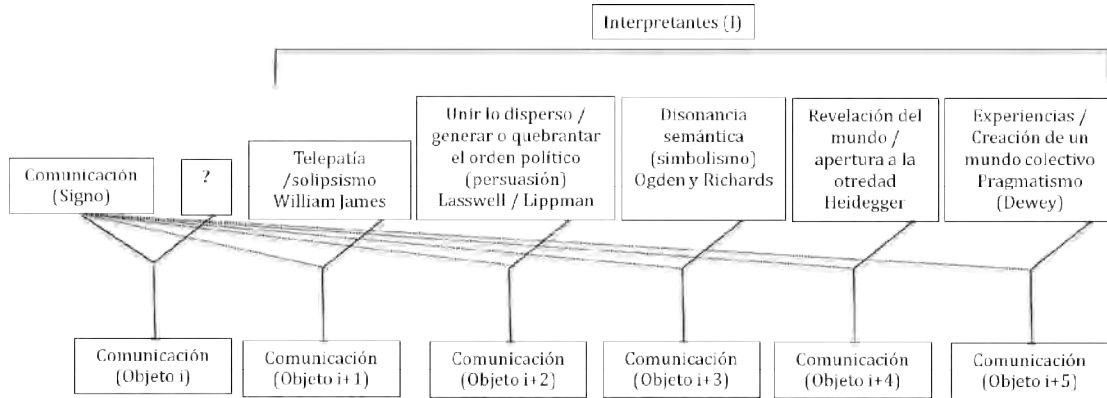 Interpretantes (I)
Comunicación
(Signo)
?
Telepatía
/solipsismo
William James
Unir lo disperso /
generar o quebrantar
el orden político
(persuasión)
Lasswell / Lippman
Disonancia
semántica
(simbolismo)
Ogden y Richards
Revelación del
mundo /
apertura a la
otredad
Heidegger
Experiencias /
Creación de un
mundo colectivo
Pragmatismo
(Dewey)
Comunicación
(Objeto i)
Comunicación
(Objeto i+1)
Comunicación
(Objeto i+2)
Comunicación
(Objeto i+3)
Comunicación
(Objeto i+4)
Comunicación
(Objeto i+5)